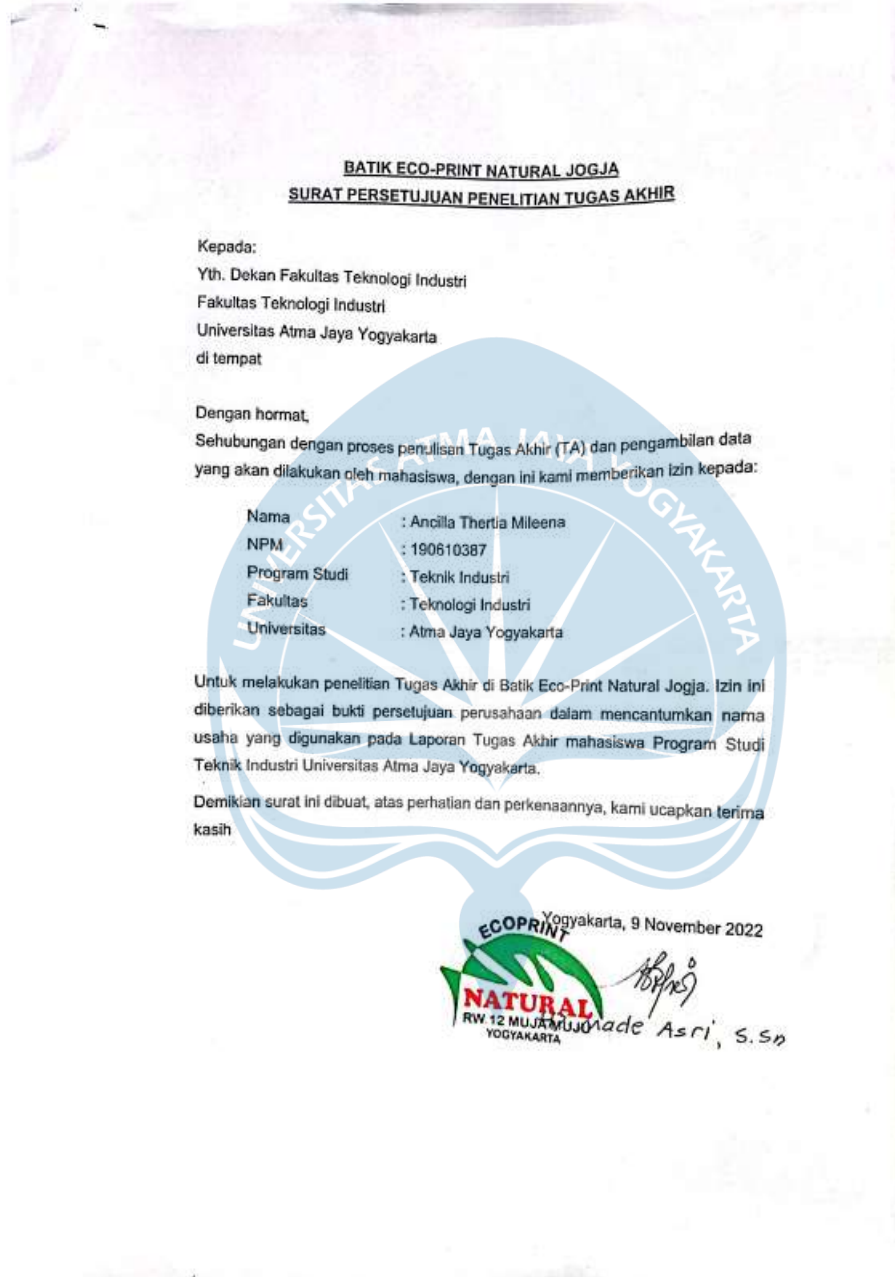 BATIK ECO-PRINT NATURAL JOGJA
SURAT PERSETUJUAN PENELITIAN TUGAS AKHIR
Kepada:
Yth. Dekan Fakultas Teknologi Industri
Fakultas Teknologi Industri
Universitas Atma Jaya Yogyakarta
di tempat
Dengan hormat,
Sehubungan dengan proses penulisan Tugas Akhir (TA) dan pengambilan data
yang akan dilakukan oleh mahasiswa, dengan ini kami memberikan izin kepada:
Nama : Ancilla Thertia Mileena
NPM : 190610387
Program Studi : Teknik Industri
Fakultas : Teknologi Industri
Universitas : Atma Jaya Yogyakarta
Untuk melakukan penelitian Tugas Akhir di Batik Eco-Print Natural Jogja. Izin ini
diberikan sebagai bukti persetujuan perusahaan dalam mencantumkan nama
usaha yang digunakan pada Laporan Tugas Akhir mahasiswa Program Studi
Teknik Industri Universitas Atma Jaya Yogyakarta.
Demikian surat ini dibuat, atas perhatian dan perkenaannya, kami ucapkan terima
kasih
UNIVERSITAS ATMA JAYA YOGYAKARTA
Yogyakarta, 9 November 2022
ECOPRINT
NATURAL
RW. 12 MUJAMUJU
YOGYAKARTA
made Asri, S.Sn